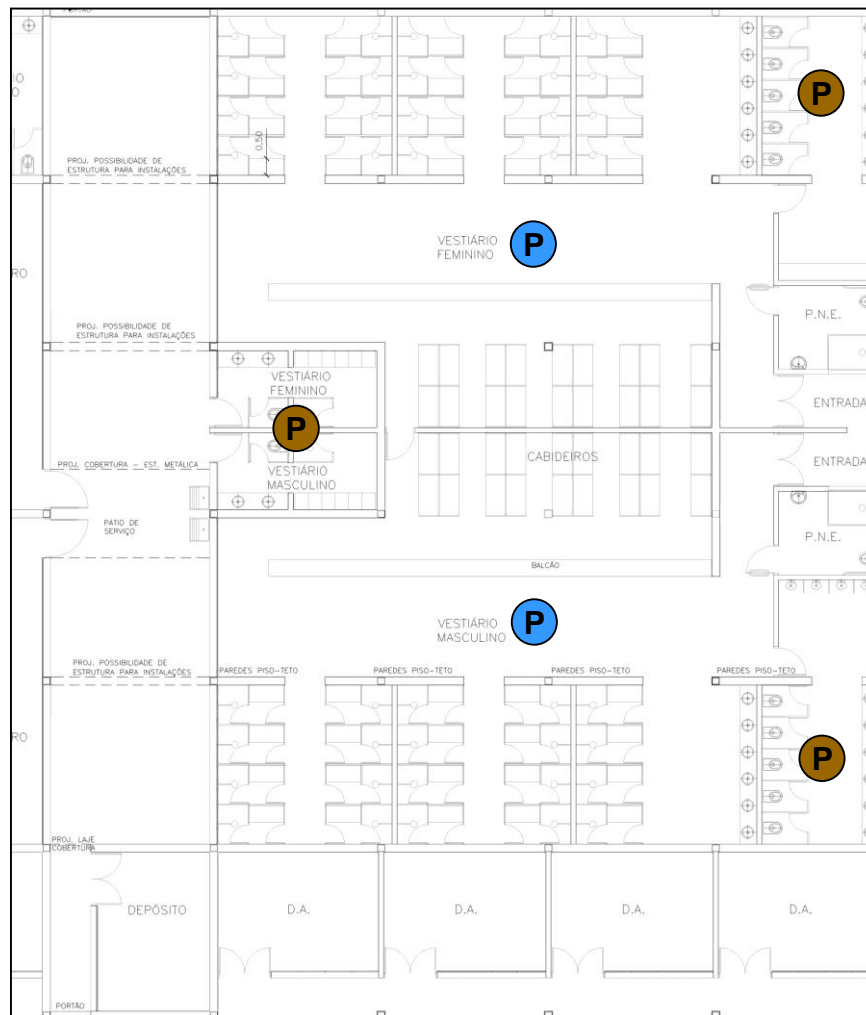 PORTÃO
IO
O
P
0,50
PROJ. POSSIBILIDADE DE
ESTRUTURA PARA INSTALAÇÕES
VESTIÁRIO
FEMININO
P
RO
P.N.E.
PROJ. POSSIBILIDADE DE
ESTRUTURA PARA INSTALAÇÕES
VESTIÁRIO
FEMININO
ENTRADA
P
CABIDEIROS
PROJ. COBERTURA – EST. METÁLICA
VESTIÁRIO
MASCULINO
ENTRADA
PÁTIO DE
SERVIÇO
P.N.E.
BALCÃO
VESTIÁRIO
MASCULINO
P
PROJ. POSSIBILIDADE DE
ESTRUTURA PARA INSTALAÇÕES
PAREDES PISO–TETO
PAREDES PISO–TETO
PAREDES PISO–TETO
PAREDES PISO–TETO
RO
P
PROJ. LAJE
COBERTURA
DEPÓSITO
D.A.
D.A.
D.A.
D.A.
PORTÃO